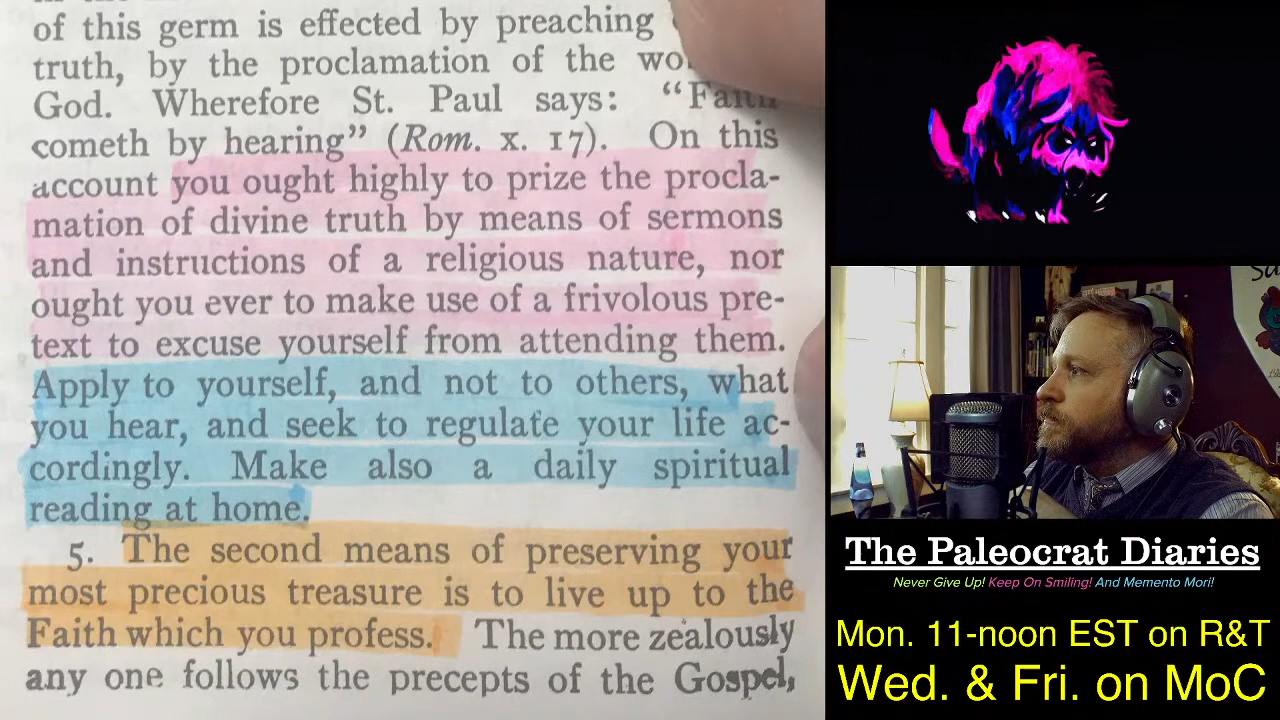 of this germ is effected by preaching
truth, by the proclamation of the
God. Wherefore St. Paul says: “Faith
cometh by hearing” (Rom. x. 17). On this
account you ought highly to prize the procla-
mation of divine truth by means of sermons
and instructions of a religious nature, nor
ought you ever to make use of a frivolous pre-
text to excuse yourself from attending them.
Apply to yourself, and not to others, what
you hear, and seek to regulate your life ac-
cordingly. Make also a daily spiritual
reading at home.
5. The second means of preserving your
most precious treasure is to live up to the
Faith which you profess. The more zealously
any one follows the precepts of the Gospel,
The Paleocrat Diaries
Never Give Up! Keep On Smiling! And Memento Mori!
Mon. 11-noon EST on R&T
Wed. & Fri. on MoC